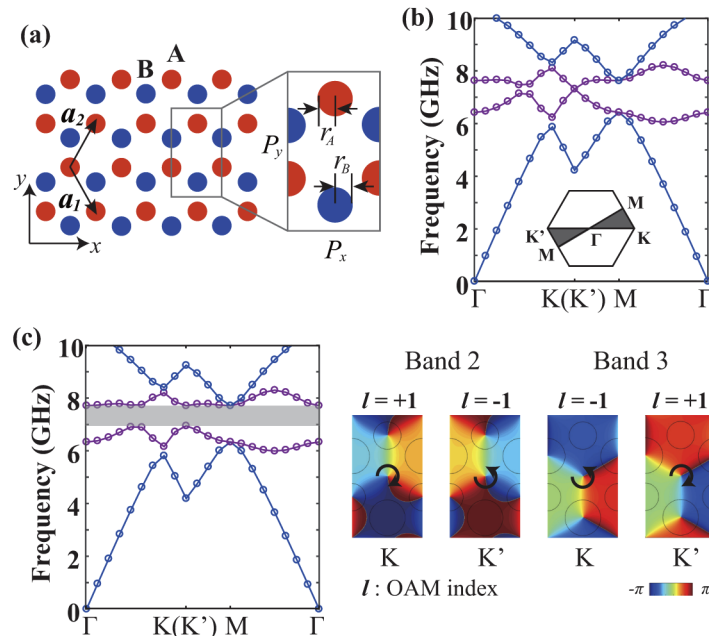 (a)
A
B
a2
a1
y
x
Py
rA
rB
Px
(b)
Frequency (GHz)
10
8
6
4
2
0
M
K'
Γ
K
M
Γ K(K') M Γ
(c)
Frequency (GHz)
10
8
6
4
2
0
Γ K(K') M Γ
Band 2 Band 3
l = +1 l = -1 l = -1 l = +1
K K' K K'
l : OAM index -π π